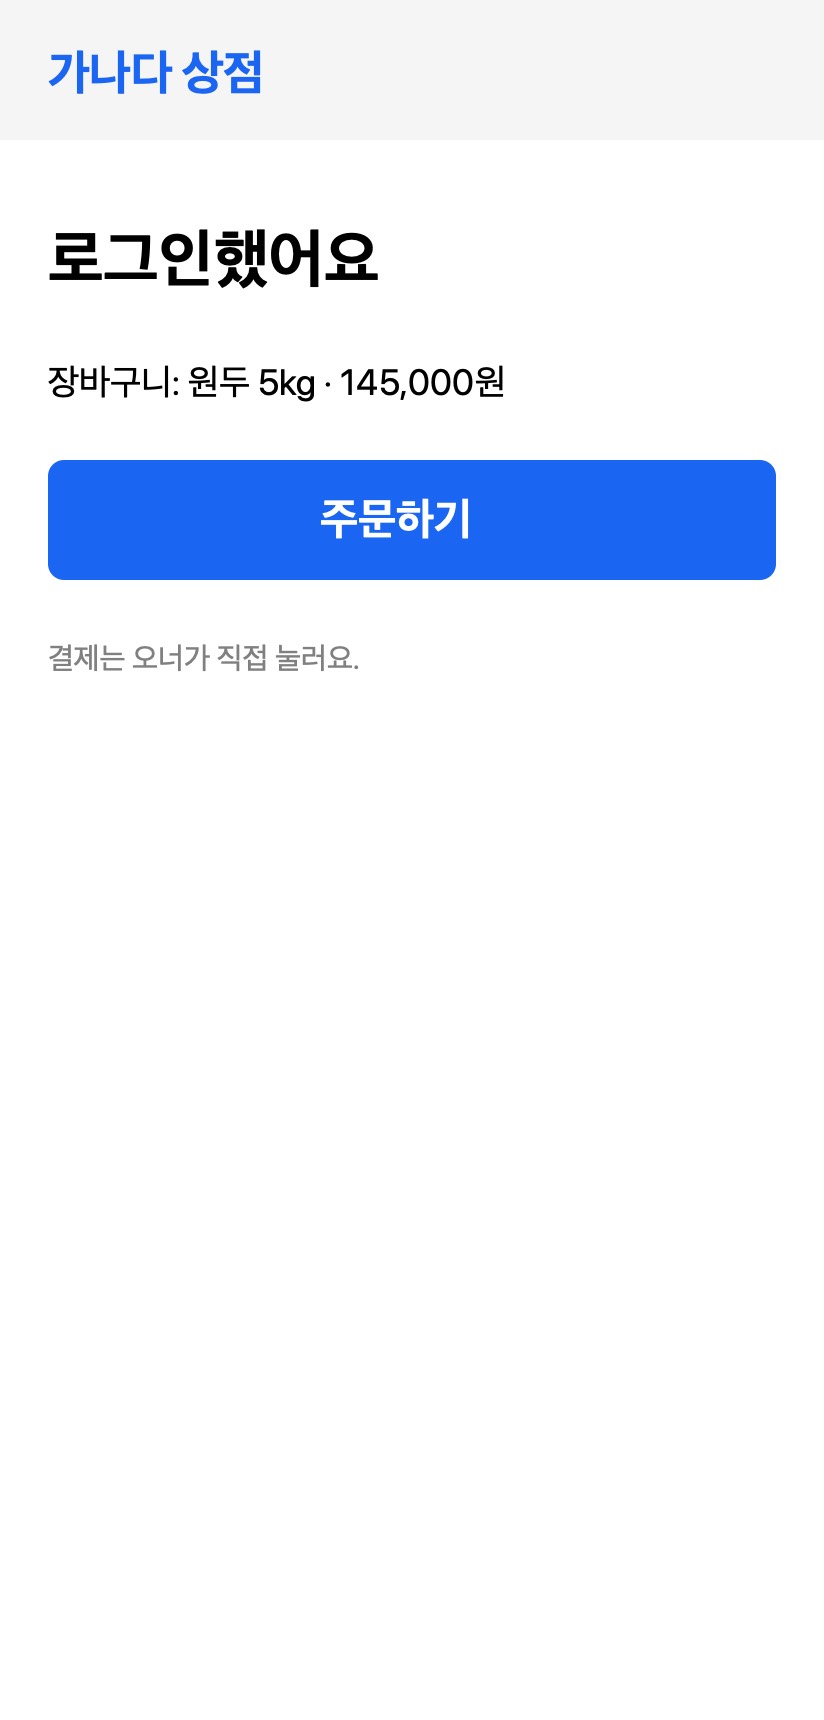 가나다 상점
로그인했어요
장바구니: 원두 5kg · 145,000원
주문하기
결제는 오너가 직접 눌러요.